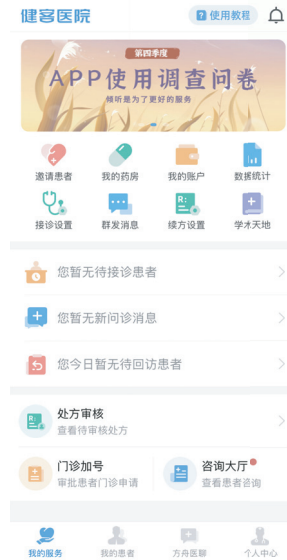 健客医院
? 使用教程
第四季度
APP使用调查问卷
倾听是为了更好的服务
邀请患者 我的药房 我的账户 数据统计
接诊设置 群发消息 续方设置 学术天地
您暂无待接诊患者
您暂无新问诊消息
您今日暂无待回访患者
处方审核
查看待审核处方
门诊加号 咨询大厅
审批患者门诊申请 查看患者咨询
我的服务 我的患者 方舟医聊 个人中心